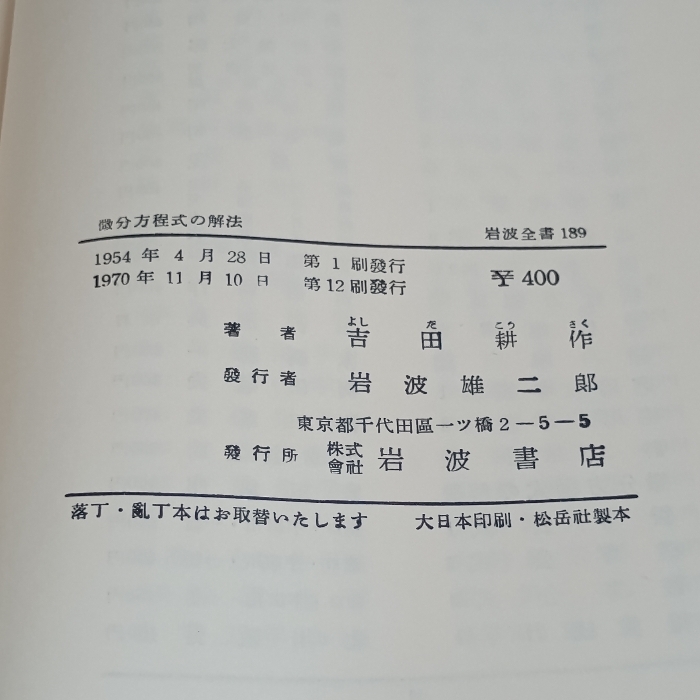 微分方程式の解法 岩波全書 189
1954 年 4 月 28 日 第 1 刷發行
1970 年 11 月 10 日 第 12 刷發行 ¥ 400
よし だ こう さく
著者 吉田耕作
發行者 岩波雄二郎
東京都千代田區一ツ橋 2－5－5
發行所 株式會社 岩波書店
落丁・亂丁本はお取替いたします 大日本印刷・松岳社製本